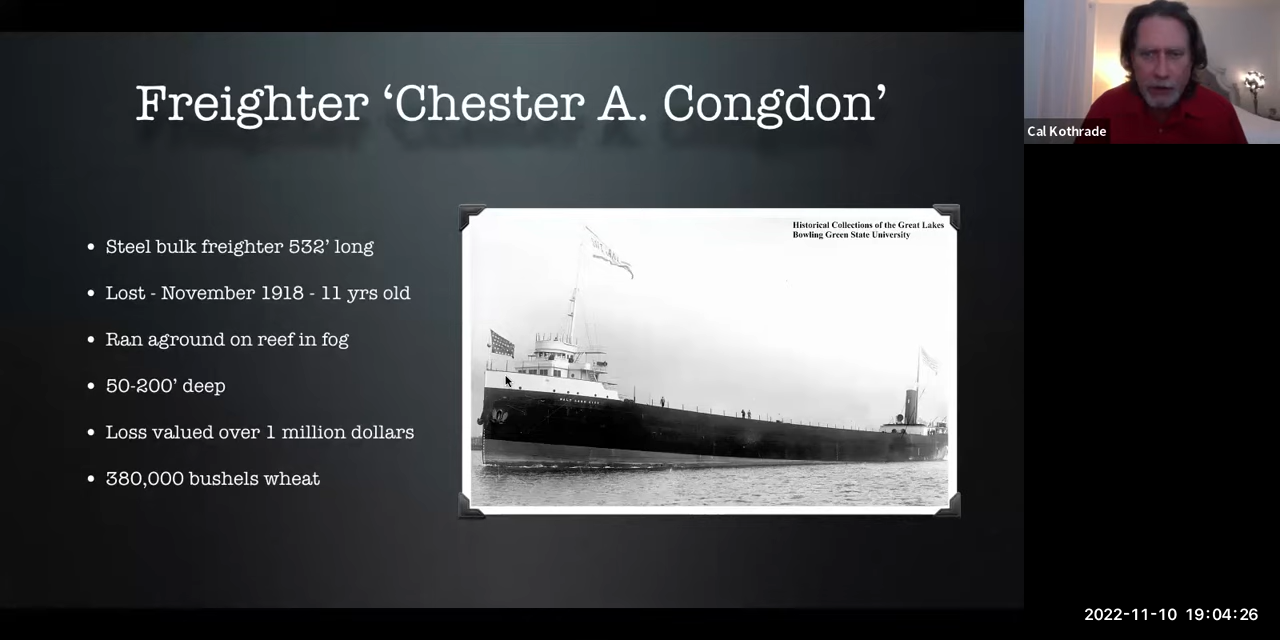 Freighter ‘Chester A. Congdon’
• Steel bulk freighter 532’ long
• Lost - November 1918 - 11 yrs old
• Ran aground on reef in fog
• 50-200’ deep
• Loss valued over 1 million dollars
• 380,000 bushels wheat
Historical Collections of the Great Lakes
Bowling Green State University
Cal Kothrade
2022-11-10 19:04:26